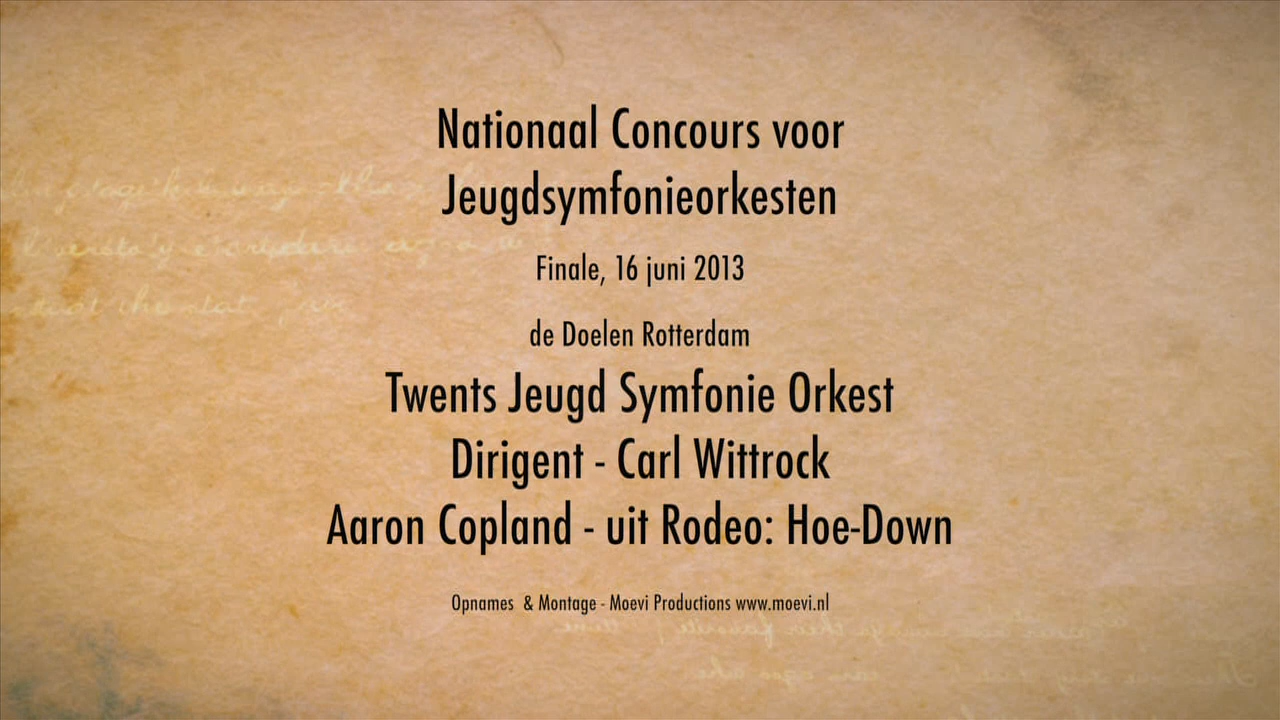 Nationaal Concours voor
Jeugdsymfonieorkesten
Finale, 16 juni 2013
de Doelen Rotterdam
Twents Jeugd Symfonie Orkest
Dirigent - Carl Wittrock
Aaron Copland - uit Rodeo: Hoe-Down
Opnames & Montage - Moevi Productions www.moevi.nl